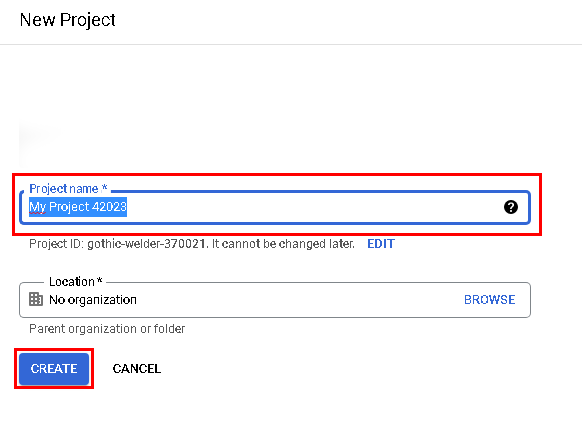 New Project
Project name *
My Project 42023
Project ID: gothic-welder-370021. It cannot be changed later. EDIT
Location *
No organization BROWSE
Parent organization or folder
CREATE CANCEL